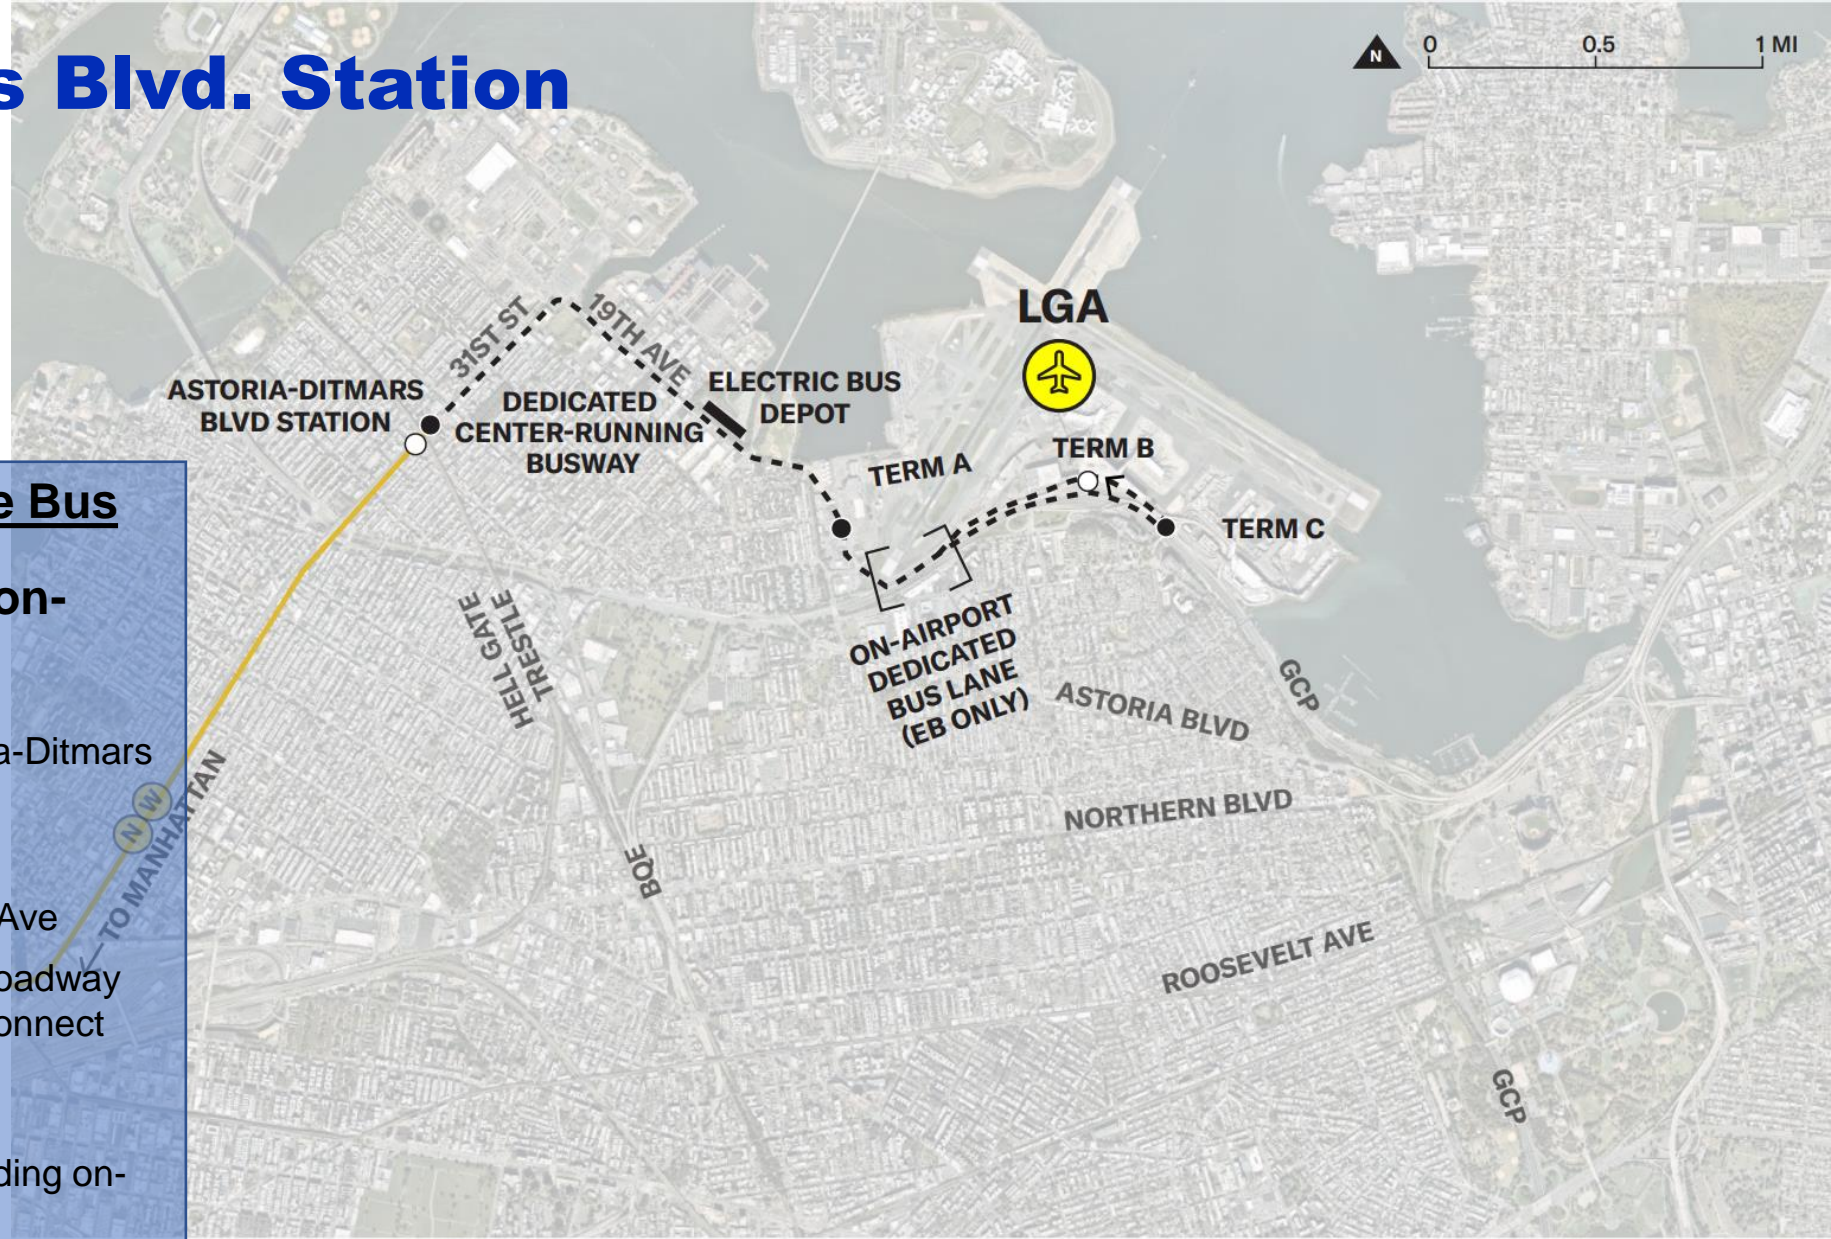 s Blvd. Station
N
0
0.5
1 MI
LGA
31ST ST
19TH AVE
ASTORIA-DITMARS
BLVD STATION
DEDICATED
CENTER-RUNNING
BUSWAY
ELECTRIC BUS
DEPOT
TERM A
TERM B
TERM C
ON-AIRPORT
DEDICATED
BUS LANE
(EB ONLY)
HELL GATE
TRESTLE
GCP
ASTORIA BLVD
NORTHERN BLVD
BQE
ROOSEVELT AVE
GCP
W
N
TO MANHATTAN
e Bus
on-
a-Ditmars
Ave
oadway
onnect
ding on-